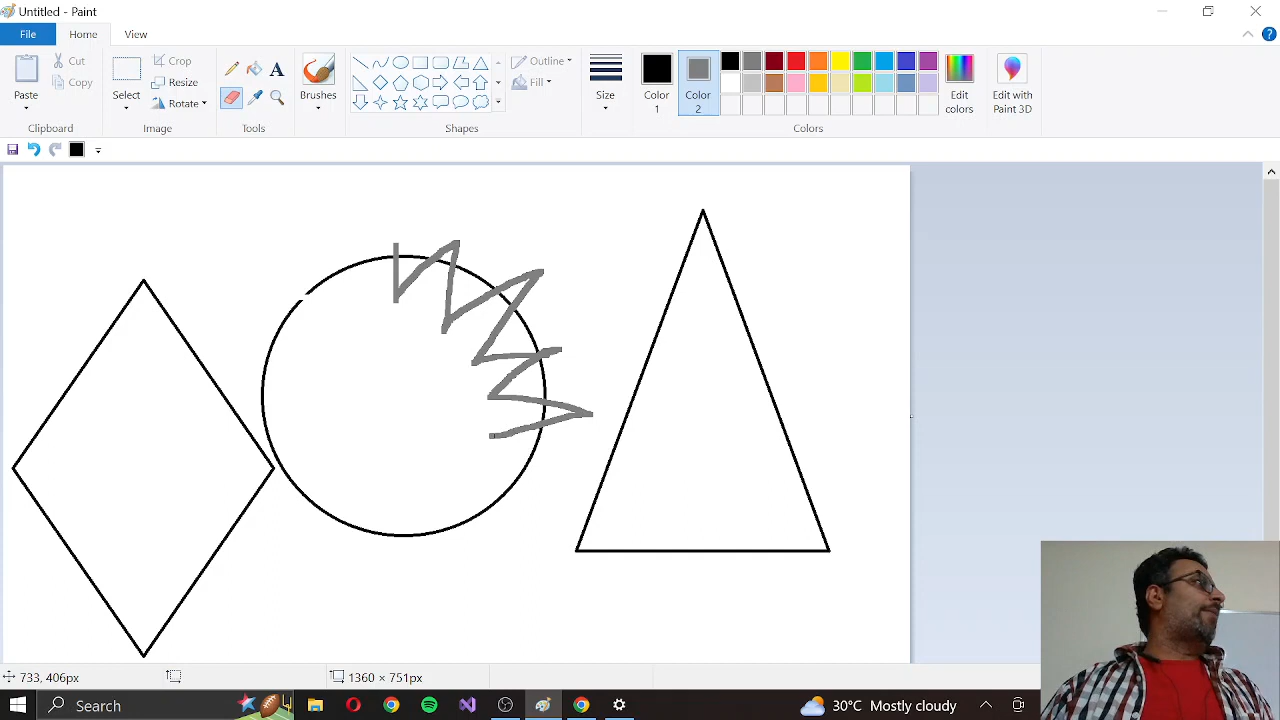 Untitled - Paint
File Home View
Paste
Cut
Copy
Clipboard
Select
Crop
Resize
Rotate
Image
Tools
Brushes
Outline
Fill
Shapes
Size
Color 1
Color 2
Edit colors
Colors
Edit with Paint 3D
733, 406px
1360 × 751px
Search
30°C Mostly cloudy